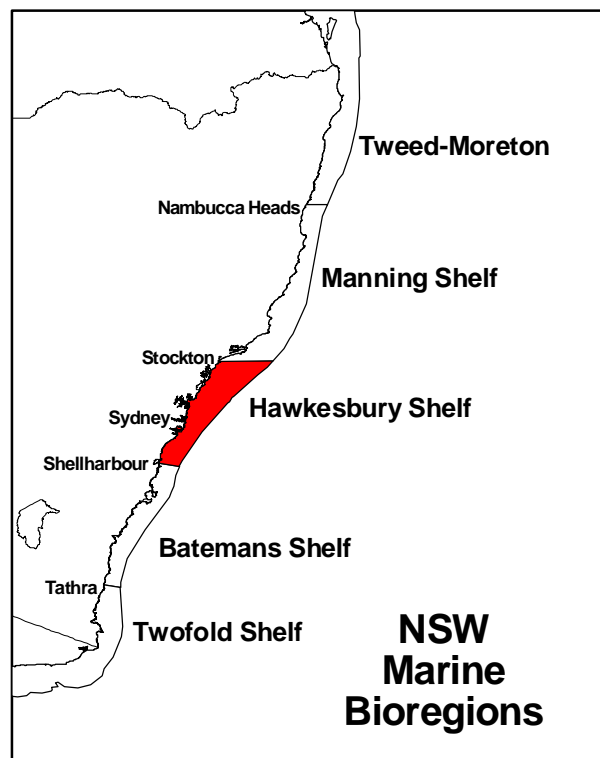 Tweed-Moreton
Nambucca Heads
Manning Shelf
Stockton
Hawkesbury Shelf
Sydney
Shellharbour
Batemans Shelf
Tathra
Twofold Shelf
NSW
Marine
Bioregions